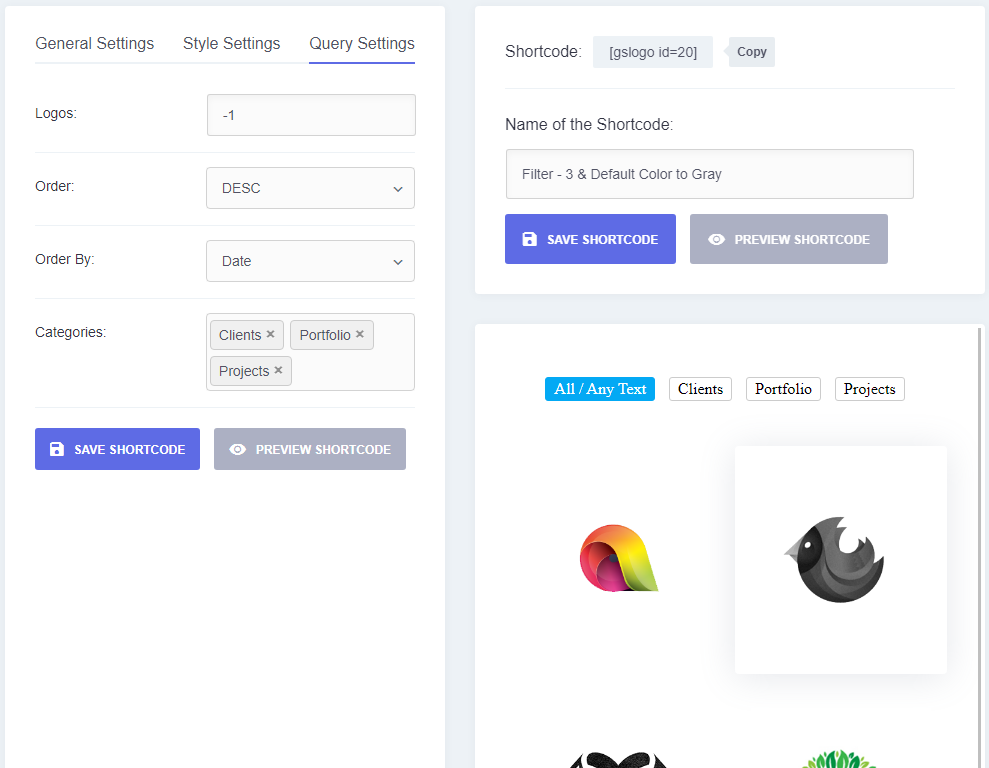 General Settings Style Settings Query Settings
Logos: -1
Order: DESC
Order By: Date
Categories: Clients × Portfolio ×
Projects ×
SAVE SHORTCODE PREVIEW SHORTCODE
Shortcode: [gslogo id=20] Copy
Name of the Shortcode:
Filter - 3 & Default Color to Gray
SAVE SHORTCODE PREVIEW SHORTCODE
All / Any Text Clients Portfolio Projects